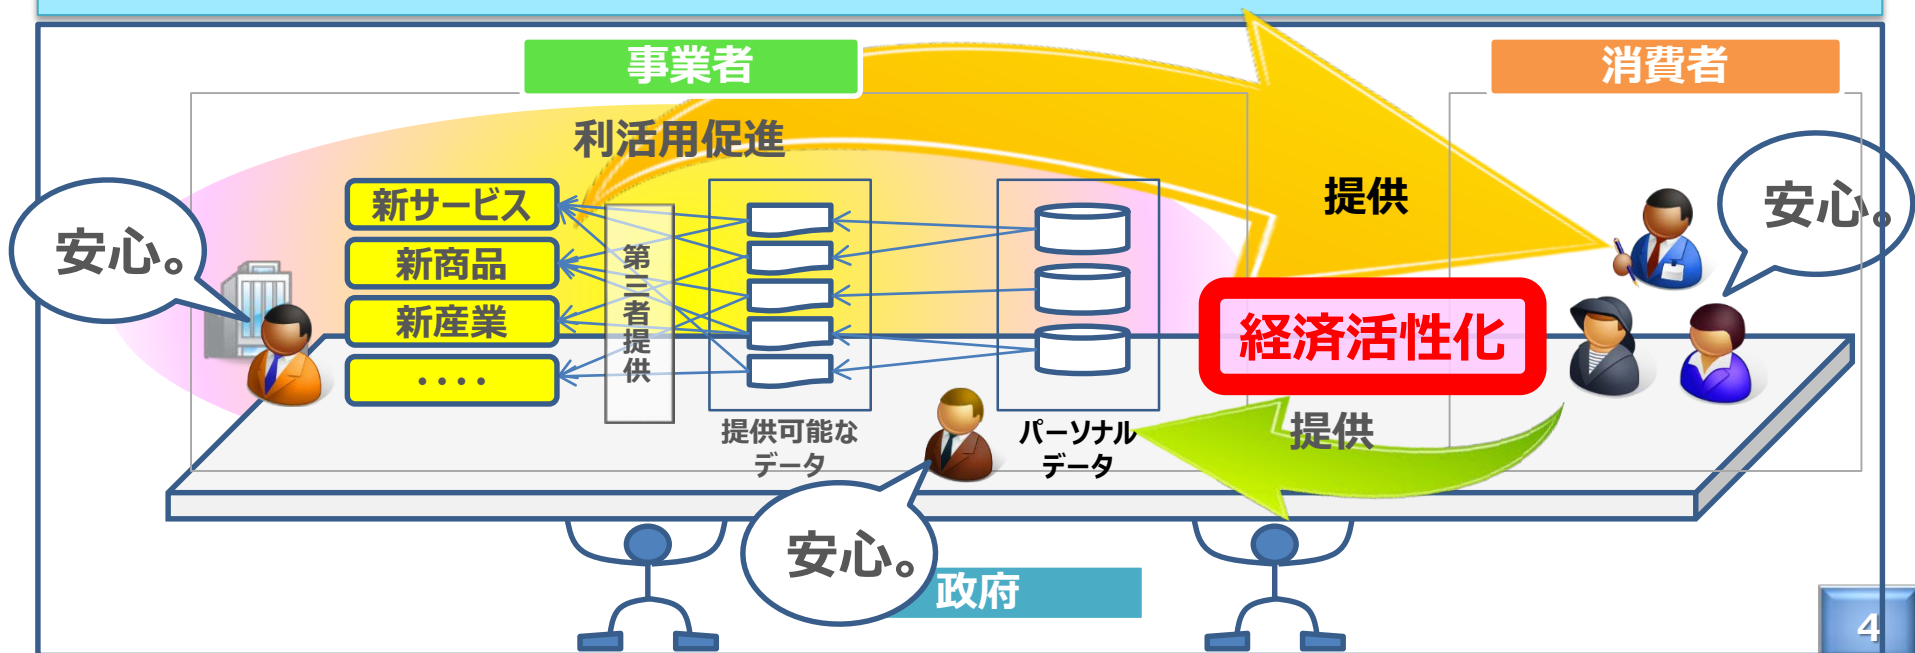 事業者
消費者
利活用促進
新サービス
新商品
新産業
・・・・
第三者提供
提供可能な
データ
パーソナル
データ
提供
経済活性化
提供
安心。
安心。
安心。
政府
4